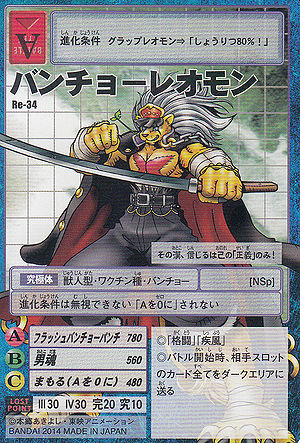 進化条件 グラップレオモン⇒「しょうりつ80%!」
バンチョーレオモン
Re-34
その漢、信じるは己の『正義』のみ!
究極体 獣人型・ワクチン種・バンチョー [NSp]
進化条件は無視できない 「Aを0に」されない
A フラッシュバンチョーパンチ 780
B 男魂 560
C まもる(Aを0に) 480
◎「格闘」「疾風」
◎バトル開始時、相手スロット
のカード全てをダークエリアに
送る
LOST POINT Ⅲ30 Ⅳ30 完20 究10
©本郷あきよし・東映アニメーション
BANDAI 2014 MADE IN JAPAN